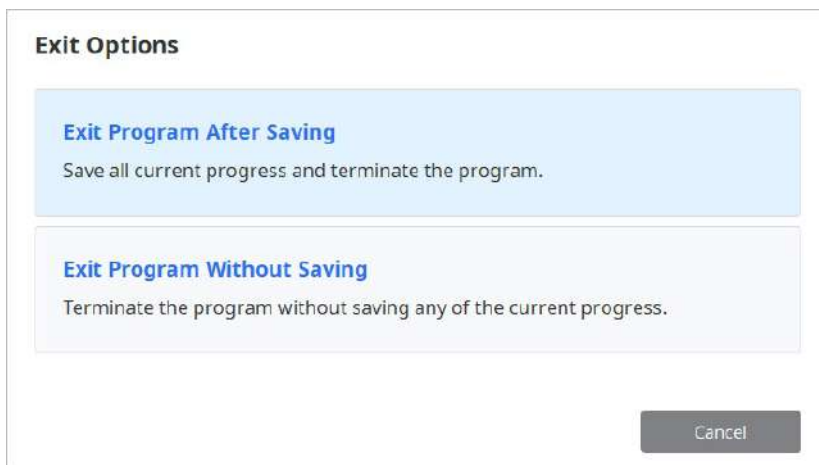 Exit Options
Exit Program After Saving
Save all current progress and terminate the program.
Exit Program Without Saving
Terminate the program without saving any of the current progress.
Cancel